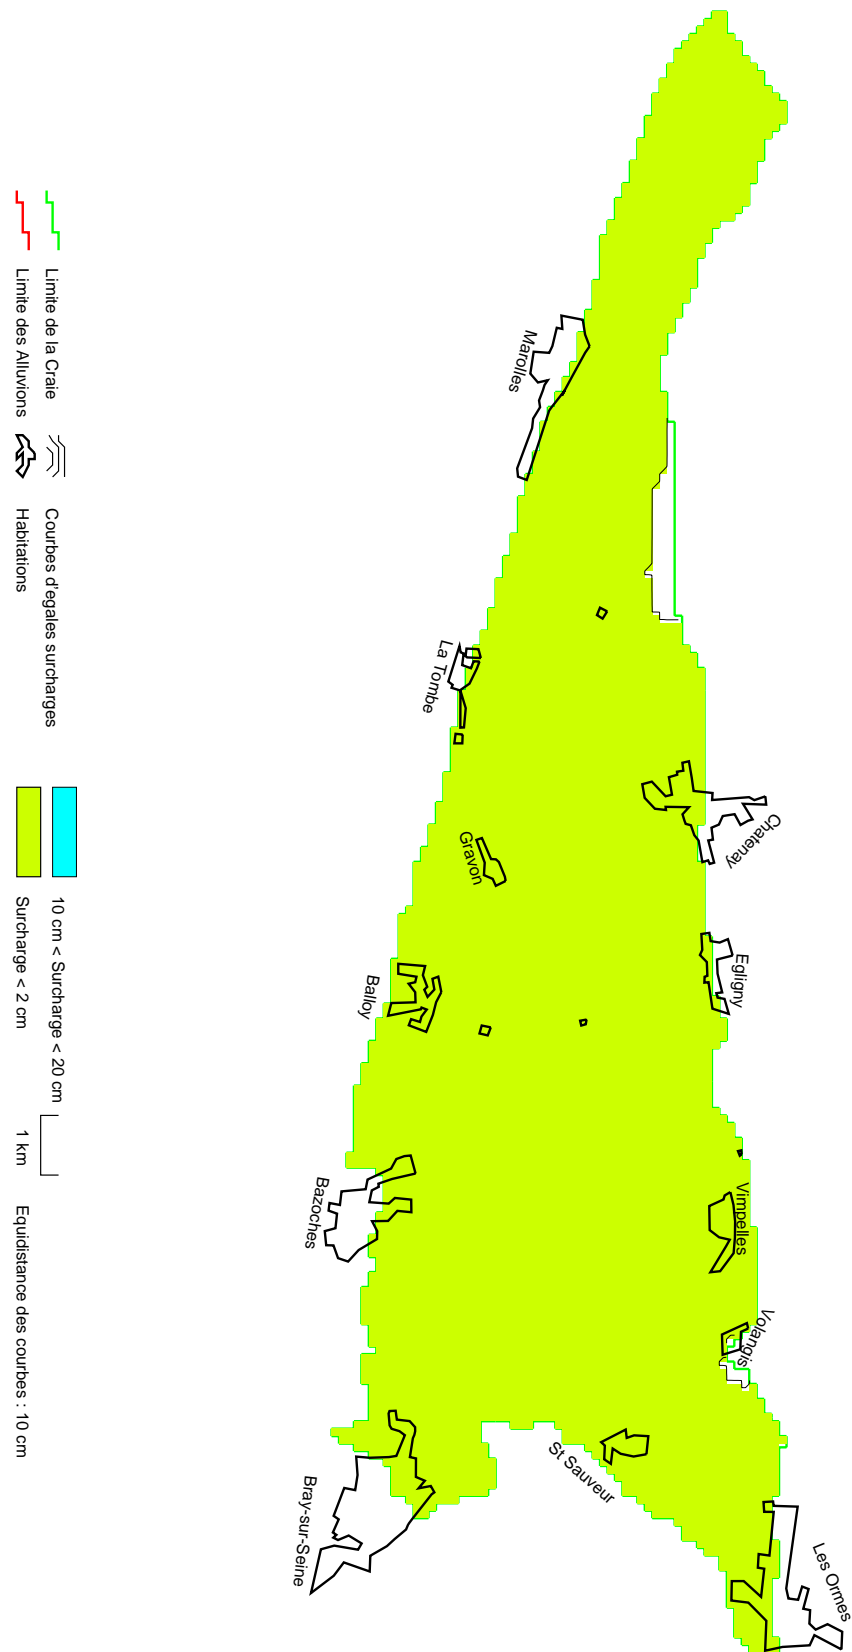 Marolles
La Tombe
Chatenay
Gravon
Egligny
Balloy
Vimpelles
Bazoches
Volangis
St Sauveur
Bray-sur-Seine
Les Ormes
Limite de la Craie
Limite des Alluvions
Courbes d'egales surcharges
Habitations
10 cm < Surcharge < 20 cm
Surcharge < 2 cm
1 km
Equidistance des courbes : 10 cm